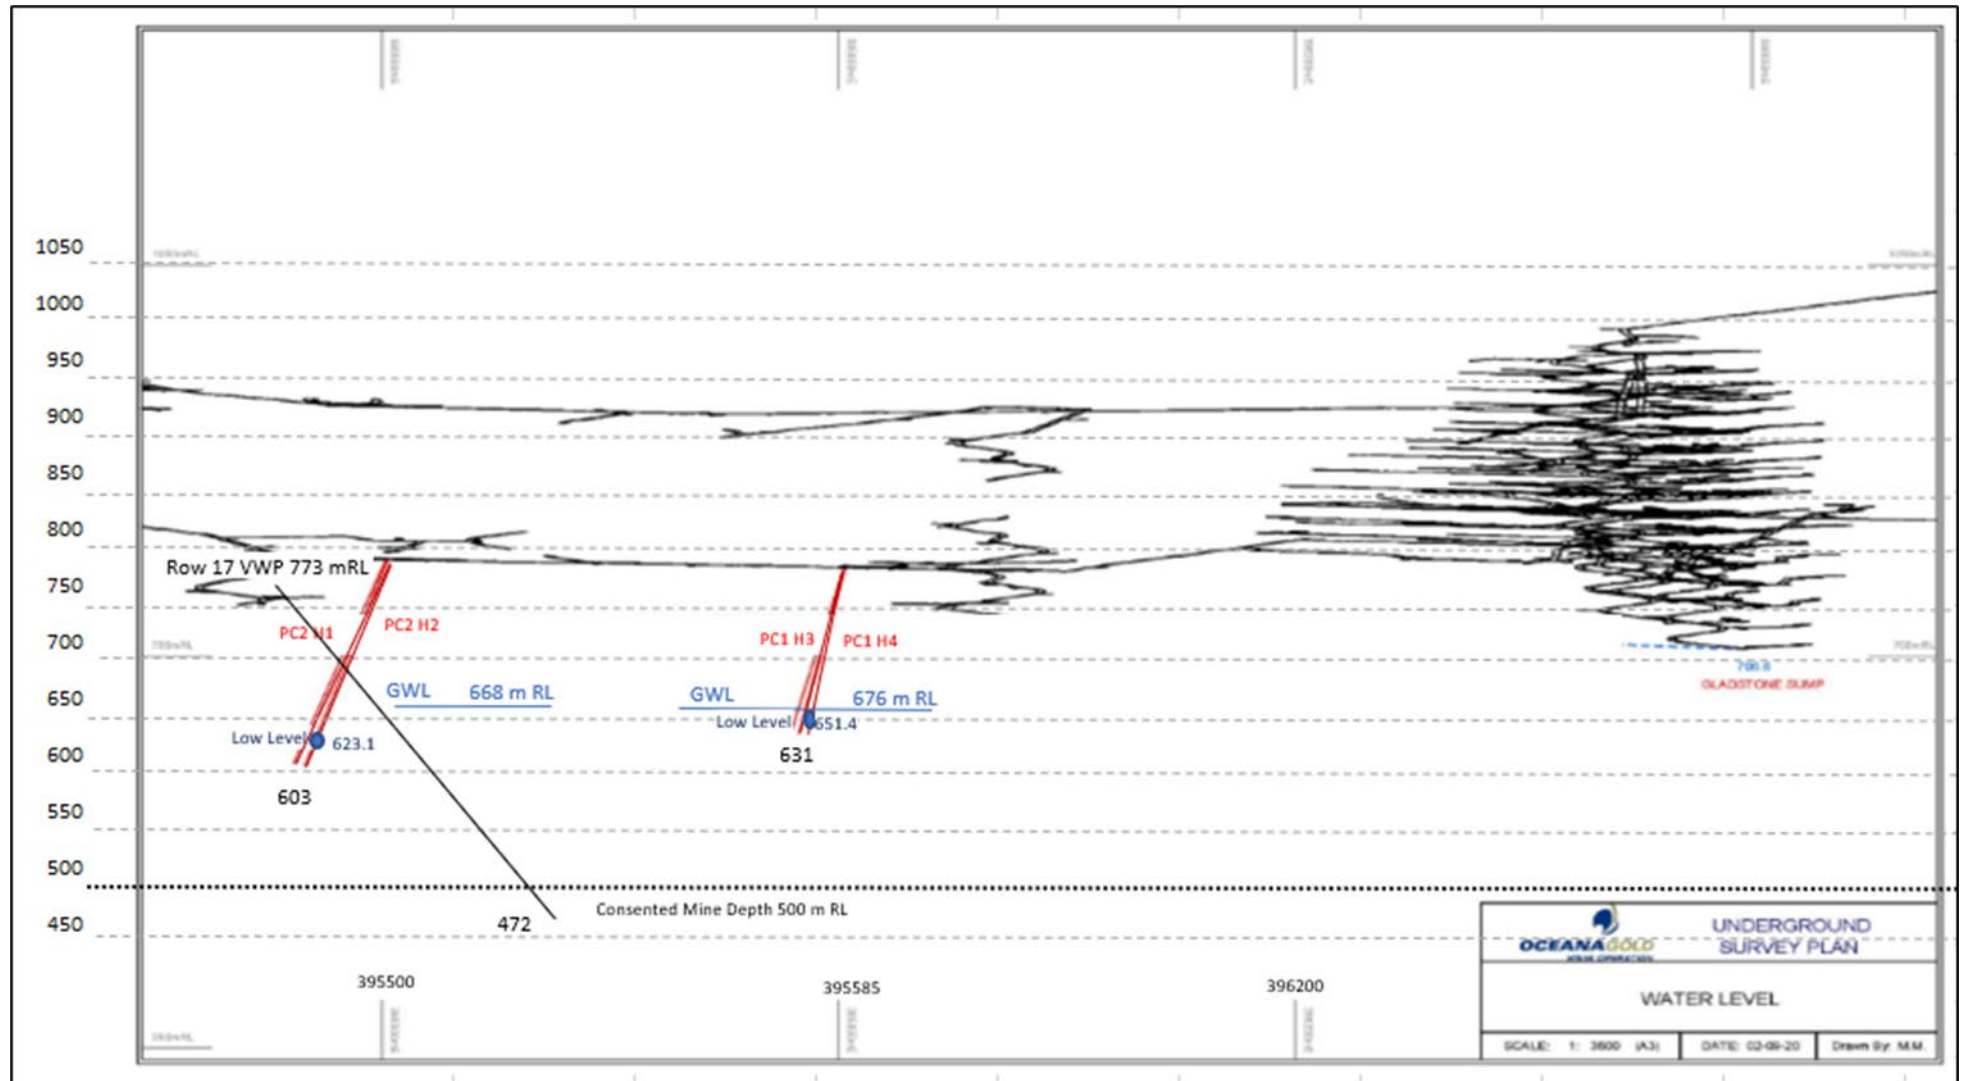 1050
1000
950
900
850
800
750
700
650
600
550
500
450
Row 17 VWP 773 mRL
PC2 H1
PC2 H2
PC1 H3
PC1 H4
GWL 668 m RL
GWL 676 m RL
Low Level 623.1
Low Level 651.4
603
631
472
GLADSTONE SUMP
Consented Mine Depth 500 m RL
395500
395585
396200
OCEANAGOLD
UNDERGROUND
SURVEY PLAN
WATER LEVEL
SCALE: 1: 3600 (A3)
DATE: 02-09-20
Drawn By: M.M.